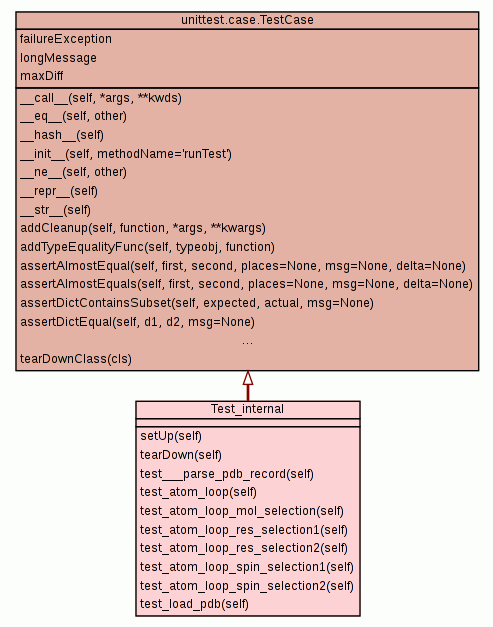 unittest.case.TestCase
failureException
longMessage
maxDiff
__call__(self, *args, **kwds)
__eq__(self, other)
__hash__(self)
__init__(self, methodName='runTest')
__ne__(self, other)
__repr__(self)
__str__(self)
addCleanup(self, function, *args, **kwargs)
addTypeEqualityFunc(self, typeobj, function)
assertAlmostEqual(self, first, second, places=None, msg=None, delta=None)
assertAlmostEquals(self, first, second, places=None, msg=None, delta=None)
assertDictContainsSubset(self, expected, actual, msg=None)
assertDictEqual(self, d1, d2, msg=None)
...
tearDownClass(cls)
Test_internal
setUp(self)
tearDown(self)
test___parse_pdb_record(self)
test_atom_loop(self)
test_atom_loop_mol_selection(self)
test_atom_loop_res_selection1(self)
test_atom_loop_res_selection2(self)
test_atom_loop_spin_selection1(self)
test_atom_loop_spin_selection2(self)
test_load_pdb(self)